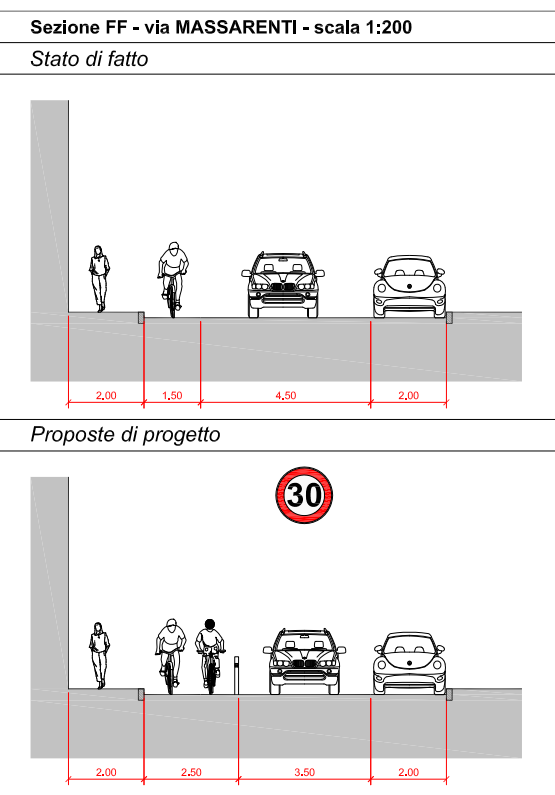 Sezione FF - via MASSARENTI - scala 1:200
Stato di fatto
2.00 1.50 4.50 2.00
Proposte di progetto
30
2.00 2.50 3.50 2.00